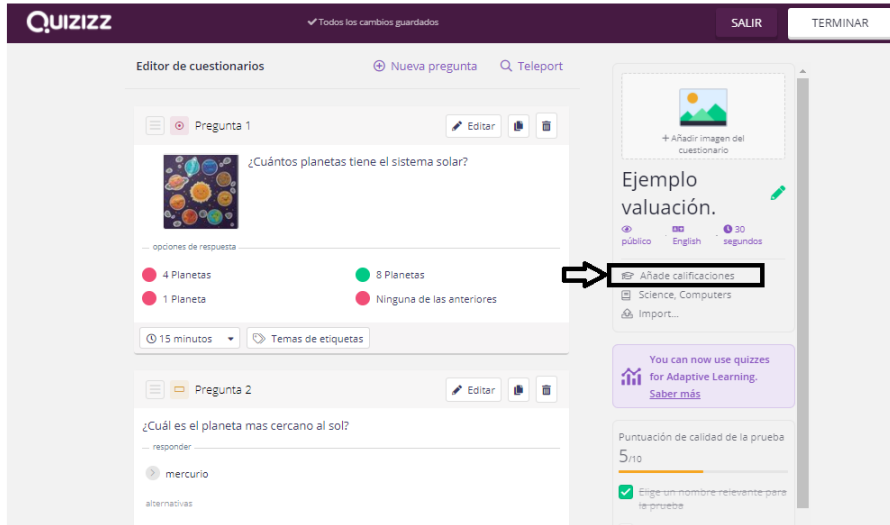 QUIZIZZ
Todos los cambios guardados
SALIR
TERMINAR
Editor de cuestionarios
Nueva pregunta
Teleport
Pregunta 1
Editar
¿Cuántos planetas tiene el sistema solar?
opciones de respuesta
4 Planetas
8 Planetas
1 Planeta
Ninguna de las anteriores
15 minutos
Temas de etiquetas
Pregunta 2
Editar
¿Cuál es el planeta mas cercano al sol?
responder
mercurio
alternativas
+ Añadir imagen del
cuestionario
Ejemplo
valuación.
público
English
30
segundos
Añade calificaciones
Science, Computers
Import...
You can now use quizzes
for Adaptive Learning.
Saber más
Puntuación de calidad de la prueba
5/10
Elige un nombre relevante para
la prueba